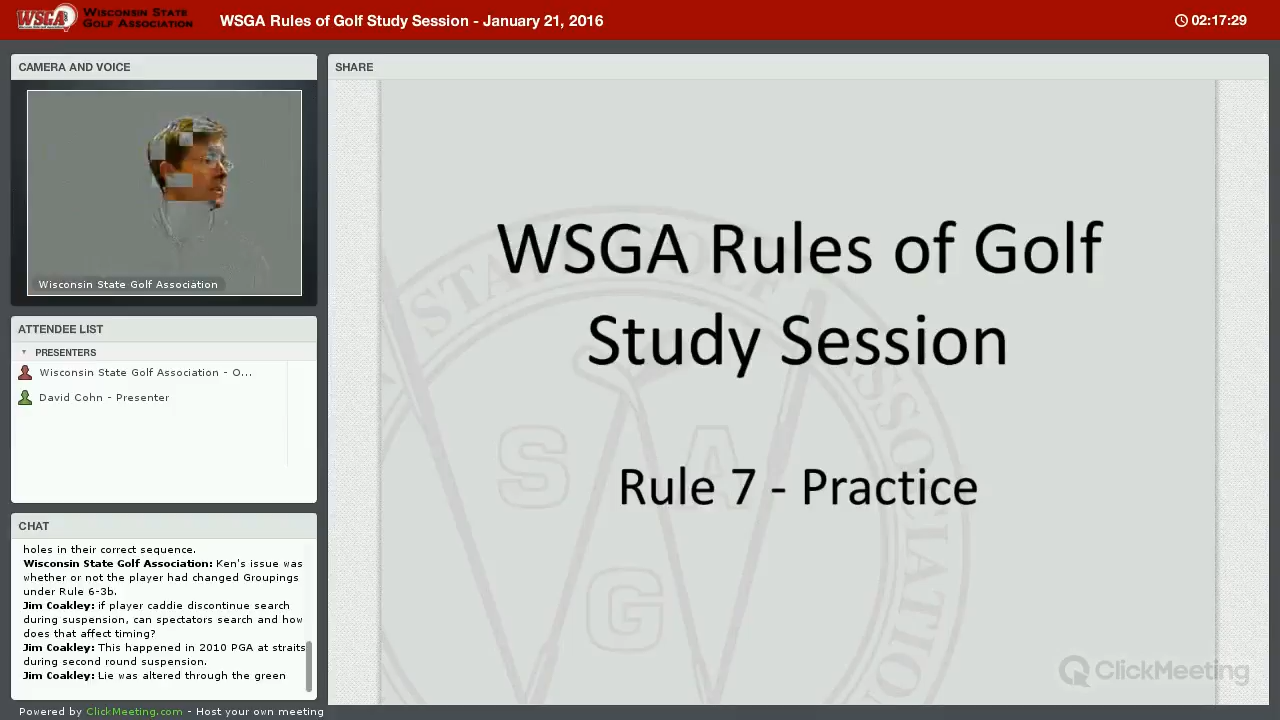 WSGA
WISCONSIN STATE
GOLF ASSOCIATION
WSGA Rules of Golf Study Session - January 21, 2016
02:17:29
CAMERA AND VOICE
Wisconsin State Golf Association
ATTENDEE LIST
PRESENTERS
Wisconsin State Golf Association - O...
David Cohn - Presenter
CHAT
holes in their correct sequence.
Wisconsin State Golf Association: Ken's issue was
whether or not the player had changed Groupings
under Rule 6-3b.
Jim Coakley: if player caddie discontinue search
during suspension, can spectators search and how
does that affect timing?
Jim Coakley: This happened in 2010 PGA at straits
during second round suspension.
Jim Coakley: Lie was altered through the green
Powered by ClickMeeting.com - Host your own meeting
SHARE
WSGA Rules of Golf
Study Session
Rule 7 - Practice
S G A
ClickMeeting